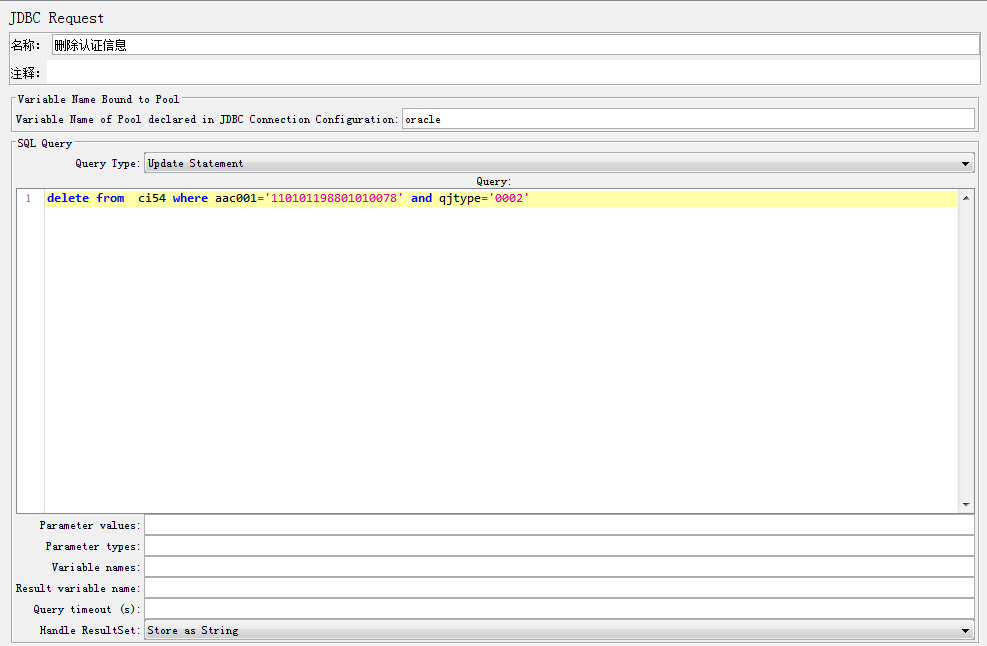 JDBC Request
名称： 删除认证信息
注释：
Variable Name Bound to Pool
Variable Name of Pool declared in JDBC Connection Configuration: oracle
SQL Query
Query Type: Update Statement
Query:
1 delete from  ci54 where aac001='110101198801010078' and qjtype='0002'
Parameter values:
Parameter types:
Variable names:
Result variable name:
Query timeout (s):
Handle ResultSet: Store as String